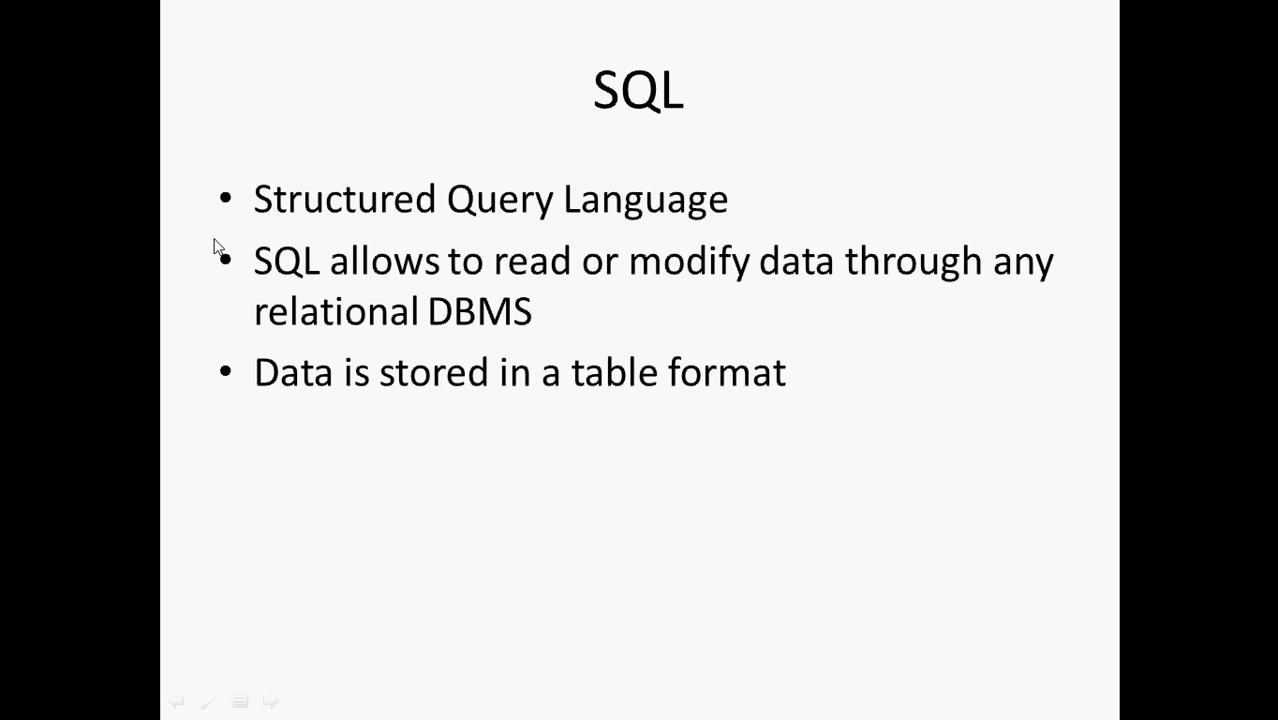 SQL
• Structured Query Language
• SQL allows to read or modify data through any
relational DBMS
• Data is stored in a table format